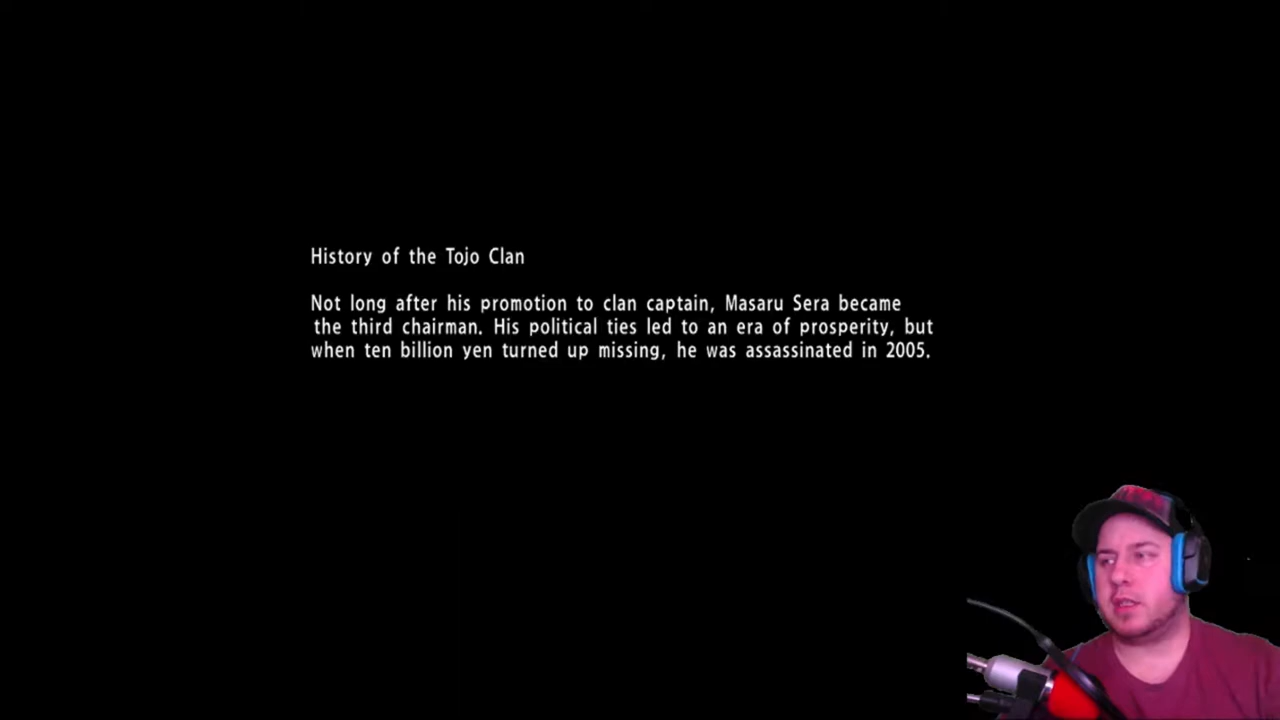 History of the Tojo Clan
Not long after his promotion to clan captain, Masaru Sera became
the third chairman. His political ties led to an era of prosperity, but
when ten billion yen turned up missing, he was assassinated in 2005.